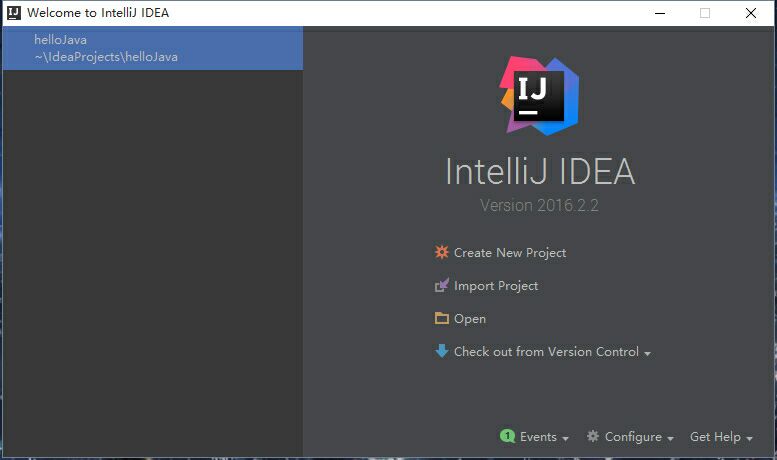 Welcome to IntelliJ IDEA
helloJava
~\IdeaProjects\helloJava
IJ
IntelliJ IDEA
Version 2016.2.2
Create New Project
Import Project
Open
Check out from Version Control
1 Events
Configure
Get Help